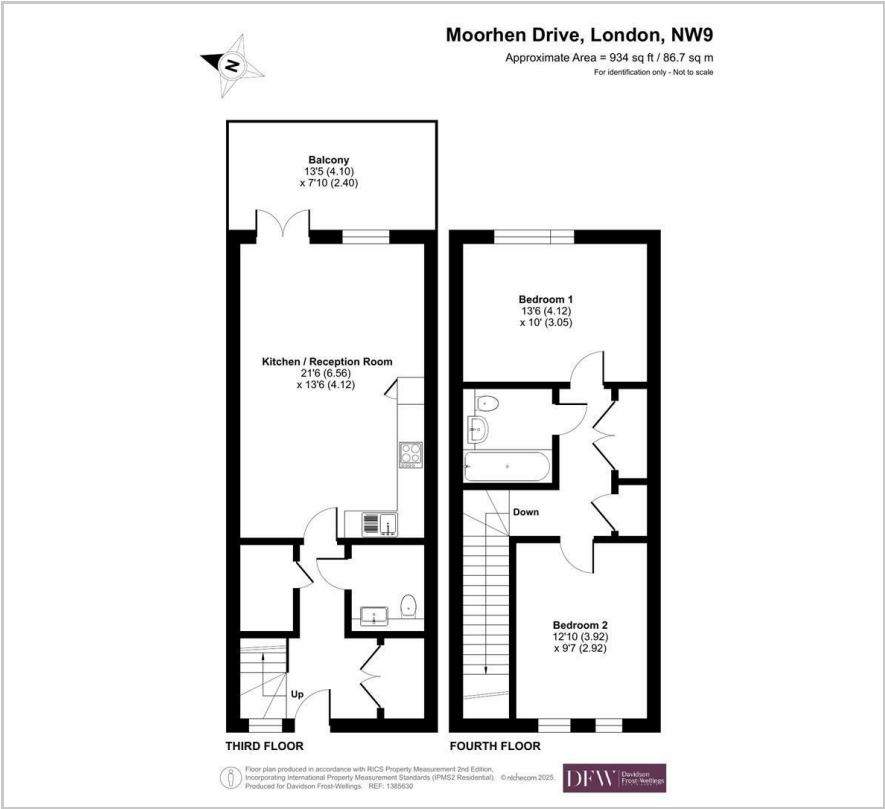 Moorhen Drive, London, NW9
Approximate Area = 934 sq ft / 86.7 sq m
For identification only - Not to scale
N
Balcony
13'5 (4.10)
x 7'10 (2.40)
Kitchen / Reception Room
21'6 (6.56)
x 13'6 (4.12)
Up
THIRD FLOOR
Bedroom 1
13'6 (4.12)
x 10' (3.05)
Down
Bedroom 2
12'10 (3.92)
x 9'7 (2.92)
FOURTH FLOOR
Floor plan produced in accordance with RICS Property Measurement 2nd Edition,
Incorporating International Property Measurement Standards (IPMS2 Residential). © nichecom 2025.
Produced for Davidson Frost-Wellings. REF: 1385630
DFW
Davidson
Frost-Wellings